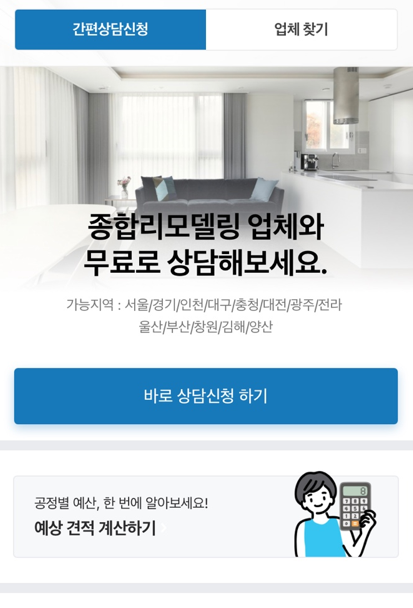 간편상담신청
업체 찾기
종합리모델링 업체와
무료로 상담해보세요.
가능지역 : 서울/경기/인천/대구/충청/대전/광주/전라
울산/부산/창원/김해/양산
바로 상담신청 하기
공정별 예산, 한 번에 알아보세요!
예상 견적 계산하기
8